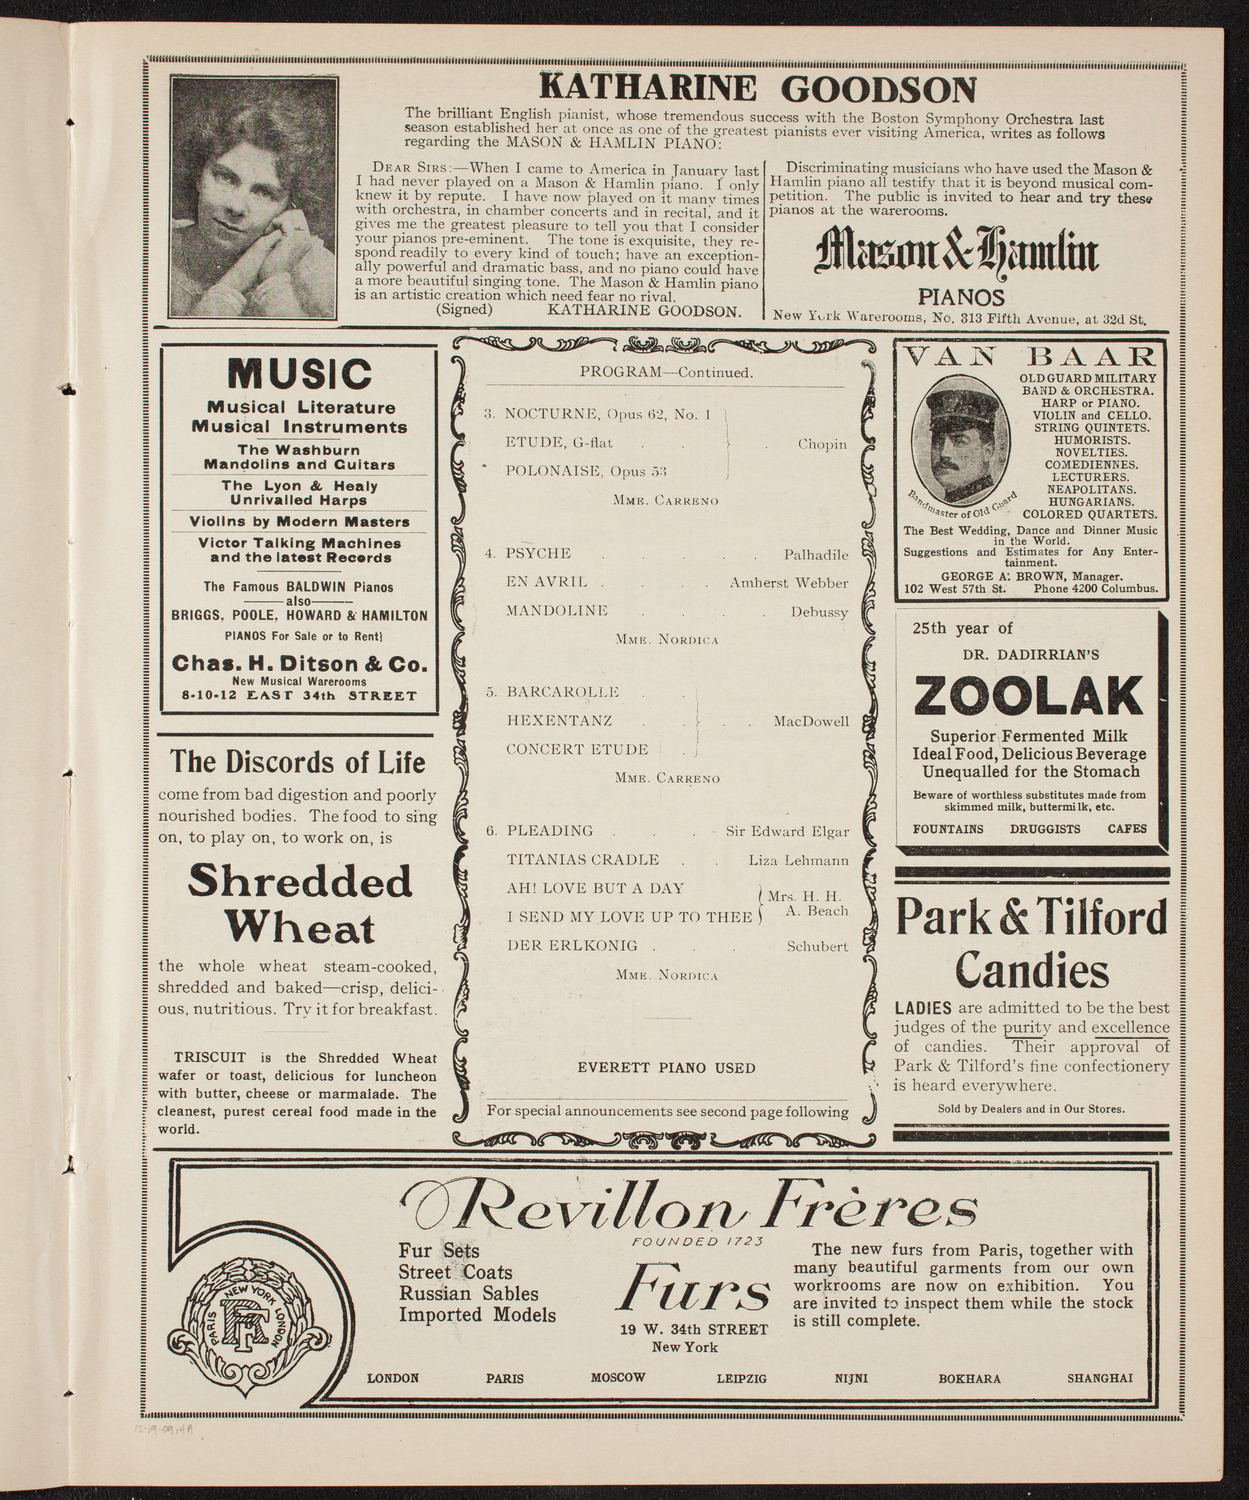 KATHARINE GOODSON
The brilliant English pianist, whose tremendous success with the Boston Symphony Orchestra last
season established her at once as one of the greatest pianists ever visiting America, writes as follows
regarding the MASON & HAMLIN PIANO:
DEAR SIRS:—When I came to America in January last
I had never played on a Mason & Hamlin piano. I only
knew it by repute. I have now played on it many times
with orchestra, in chamber concerts and in recital, and it
gives me the greatest pleasure to tell you that I consider
your pianos pre-eminent. The tone is exquisite, they re-
spond readily to every kind of touch; have an exception-
ally powerful and dramatic bass, and no piano could have
a more beautiful singing tone. The Mason & Hamlin piano
is an artistic creation which need fear no rival.
(Signed) KATHARINE GOODSON.
Discriminating musicians who have used the Mason &
Hamlin piano all testify that it is beyond musical com-
petition. The public is invited to hear and try these
pianos at the warerooms.
Mason & Hamlin
PIANOS
New York Warerooms, No. 313 Fifth Avenue, at 32d St.
MUSIC
Musical Literature
Musical Instruments
The Washburn
Mandolins and Guitars
The Lyon & Healy
Unrivalled Harps
Violins by Modern Masters
Victor Talking Machines
and the latest Records
The Famous BALDWIN Pianos
also
BRIGGS, POOLE, HOWARD & HAMILTON
PIANOS For Sale or to Rent)
Chas. H. Ditson & Co.
New Musical Warerooms
8-10-12 EAST 34th STREET
The Discords of Life
come from bad digestion and poorly
nourished bodies. The food to sing
on, to play on, to work on, is
Shredded
Wheat
the whole wheat steam-cooked,
shredded and baked—crisp, delici-
ous, nutritious. Try it for breakfast.
TRISCUIT is the Shredded Wheat
wafer or toast, delicious for luncheon
with butter, cheese or marmalade. The
cleanest, purest cereal food made in the
world.
PROGRAM—Continued.
3. NOCTURNE, Opus 62, No. 1
ETUDE, G-flat . . . Chopin
POLONAISE, Opus 53
MME. CARRENO
4. PSYCHE . . . . . Palhadile
EN AVRIL . . . . Amherst Webber
MANDOLINE . . . . Debussy
MME. NORDICA
5. BARCAROLLE . .
HEXENTANZ . . . . MacDowell
CONCERT ETUDE .
MME. CARRENO
6. PLEADING . . . Sir Edward Elgar
TITANIAS CRADLE . . Liza Lehmann
AH! LOVE BUT A DAY
Mrs. H. H.
I SEND MY LOVE UP TO THEE A. Beach
DER ERLKONIG . . . Schubert
MME. NORDICA
EVERETT PIANO USED
For special announcements see second page following
VAN BAAR
OLD GUARD MILITARY
BAND & ORCHESTRA.
HARP or PIANO.
VIOLIN and CELLO.
STRING QUINTETS.
HUMORISTS.
NOVELTIES.
COMEDIENNES.
LECTURERS.
NEAPOLITANS.
HUNGARIANS.
COLORED QUARTETS.
Bandmaster of Old Guard
The Best Wedding, Dance and Dinner Music
in the World.
Suggestions and Estimates for Any Enter-
tainment.
GEORGE A. BROWN, Manager.
102 West 57th St. Phone 4200 Columbus.
25th year of
DR. DADIRRIAN'S
ZOOLAK
Superior Fermented Milk
Ideal Food, Delicious Beverage
Unequalled for the Stomach
Beware of worthless substitutes made from
skimmed milk, buttermilk, etc.
FOUNTAINS DRUGGISTS CAFES
Park & Tilford
Candies
LADIES are admitted to be the best
judges of the purity and excellence
of candies. Their approval of
Park & Tilford's fine confectionery
is heard everywhere.
Sold by Dealers and in Our Stores.
Revillon Frères
FOUNDED 1723
Fur Sets
Street Coats
Russian Sables
Imported Models
Furs
19 W. 34th STREET
New York
The new furs from Paris, together with
many beautiful garments from our own
workrooms are now on exhibition. You
are invited to inspect them while the stock
is still complete.
PARIS NEW YORK LONDON
RF
LONDON PARIS MOSCOW LEIPZIG NIJNI BOKHARA SHANGHAI